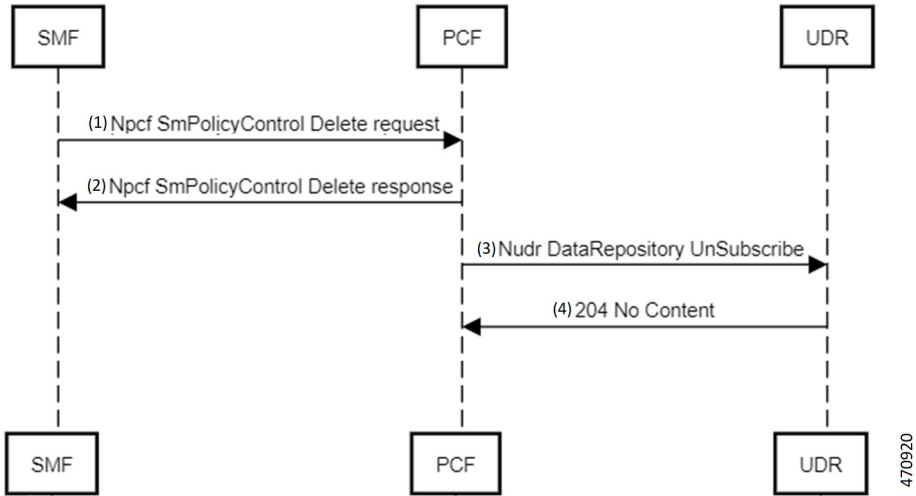 SMF PCF UDR
(1) Npcf SmPolicyControl Delete request
(2) Npcf SmPolicyControl Delete response
(3) Nudr DataRepository UnSubscribe
(4) 204 No Content
SMF PCF UDR
470920